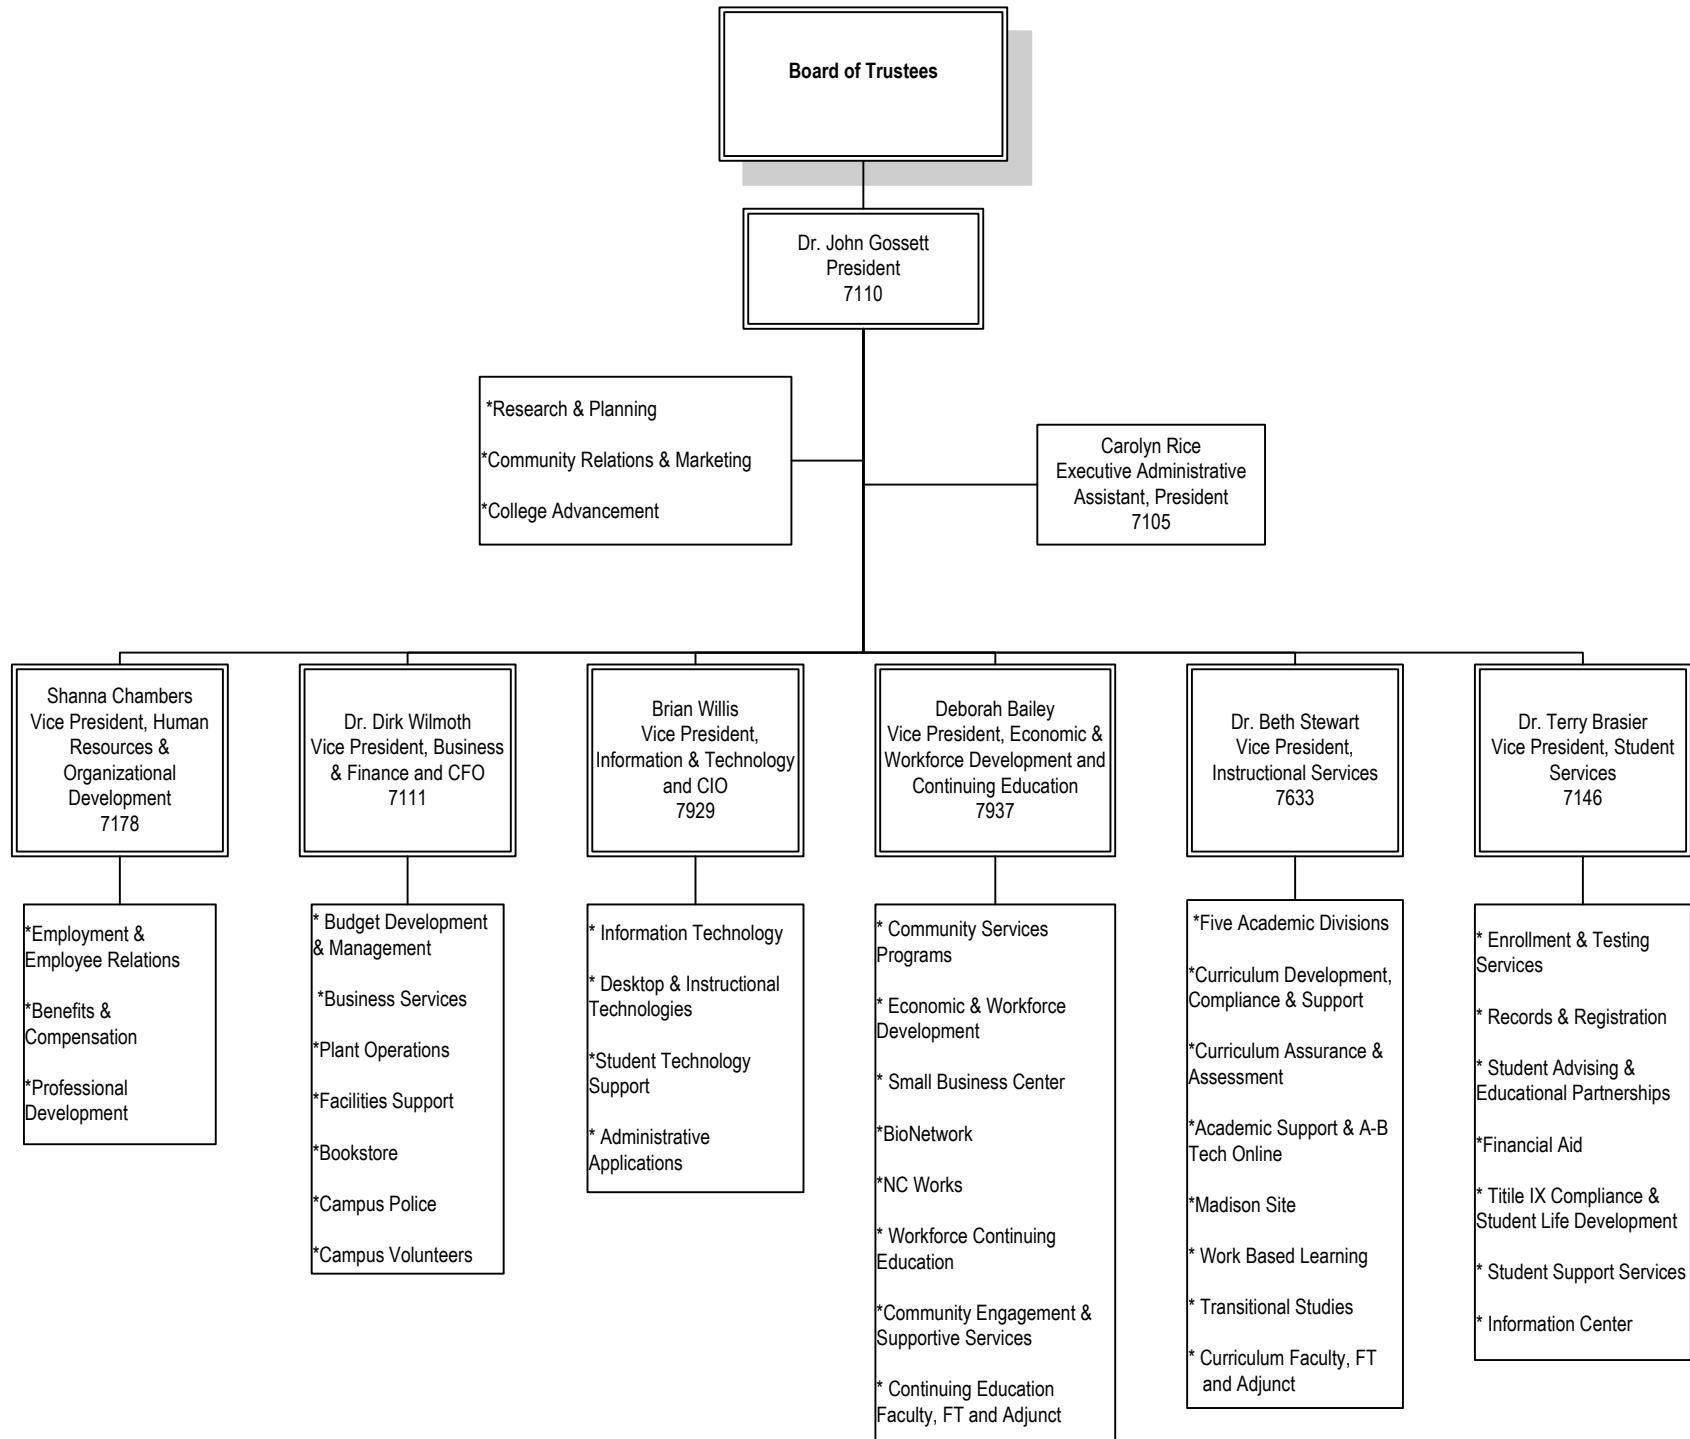 Board of Trustees
Dr. John Gossett
President
7110
*Research & Planning
*Community Relations & Marketing
*College Advancement
Carolyn Rice
Executive Administrative
Assistant, President
7105
Shanna Chambers
Vice President, Human
Resources &
Organizational
Development
7178
Dr. Dirk Wilmoth
Vice President, Business
& Finance and CFO
7111
Brian Willis
Vice President,
Information & Technology
and CIO
7929
Deborah Bailey
Vice President, Economic &
Workforce Development and
Continuing Education
7937
Dr. Beth Stewart
Vice President,
Instructional Services
7633
Dr. Terry Brasier
Vice President, Student
Services
7146
*Employment &
Employee Relations
*Benefits &
Compensation
*Professional
Development
* Budget Development
& Management
*Business Services
*Plant Operations
*Facilities Support
*Bookstore
*Campus Police
*Campus Volunteers
* Information Technology
* Desktop & Instructional
Technologies
*Student Technology
Support
* Administrative
Applications
* Community Services
Programs
* Economic & Workforce
Development
* Small Business Center
*BioNetwork
*NC Works
* Workforce Continuing
Education
*Community Engagement &
Supportive Services
* Continuing Education
Faculty, FT and Adjunct
*Five Academic Divisions
*Curriculum Development,
Compliance & Support
*Curriculum Assurance &
Assessment
*Academic Support & A-B
Tech Online
*Madison Site
* Work Based Learning
* Transitional Studies
* Curriculum Faculty, FT
and Adjunct
* Enrollment & Testing
Services
* Records & Registration
* Student Advising &
Educational Partnerships
*Financial Aid
* Titile IX Compliance &
Student Life Development
* Student Support Services
* Information Center